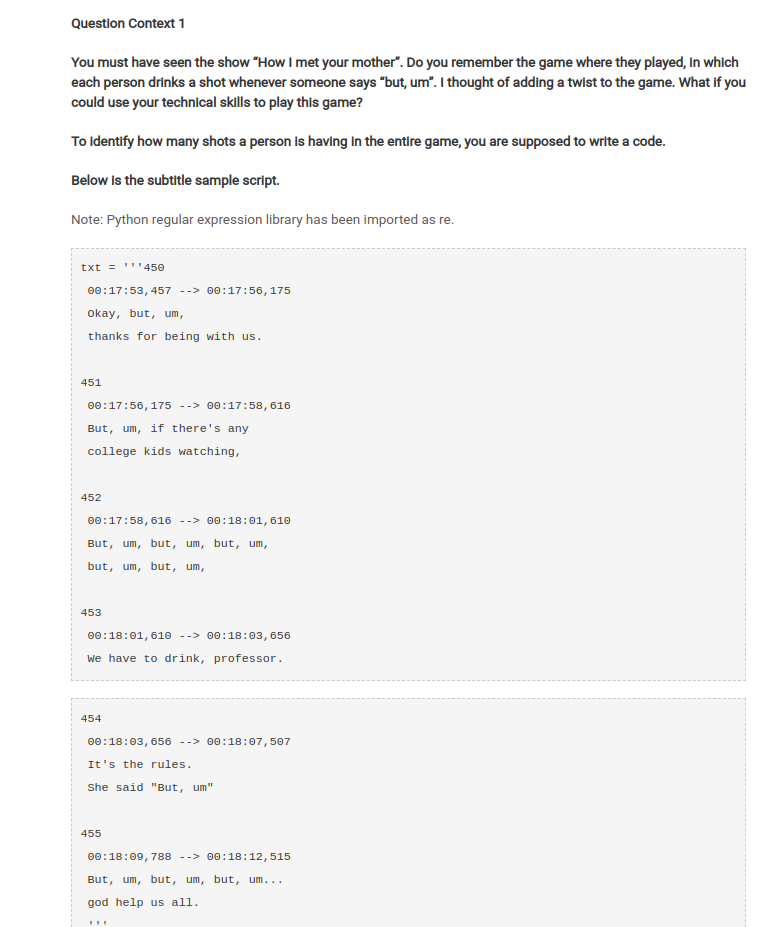 Question Context 1
You must have seen the show “How I met your mother”. Do you remember the game where they played, in which
each person drinks a shot whenever someone says “but, um”. I thought of adding a twist to the game. What if you
could use your technical skills to play this game?
To identify how many shots a person is having in the entire game, you are supposed to write a code.
Below is the subtitle sample script.
Note: Python regular expression library has been imported as re.
txt = '''450
00:17:53,457 --> 00:17:56,175
Okay, but, um,
thanks for being with us.
451
00:17:56,175 --> 00:17:58,616
But, um, if there's any
college kids watching,
452
00:17:58,616 --> 00:18:01,610
But, um, but, um, but, um,
but, um, but, um,
453
00:18:01,610 --> 00:18:03,656
We have to drink, professor.
454
00:18:03,656 --> 00:18:07,507
It's the rules.
She said "But, um"
455
00:18:09,788 --> 00:18:12,515
But, um, but, um, but, um...
god help us all.
'''